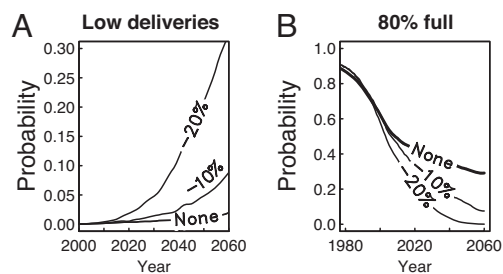 A Low deliveries
Probability
0.30
0.25
0.20
0.15
0.10
0.05
0.00
-20%
-10%
None
2000 2020 2040 2060
Year
B 80% full
Probability
1.0
0.8
0.6
0.4
0.2
0.0
None
-10%
-20%
1980 2020 2060
Year